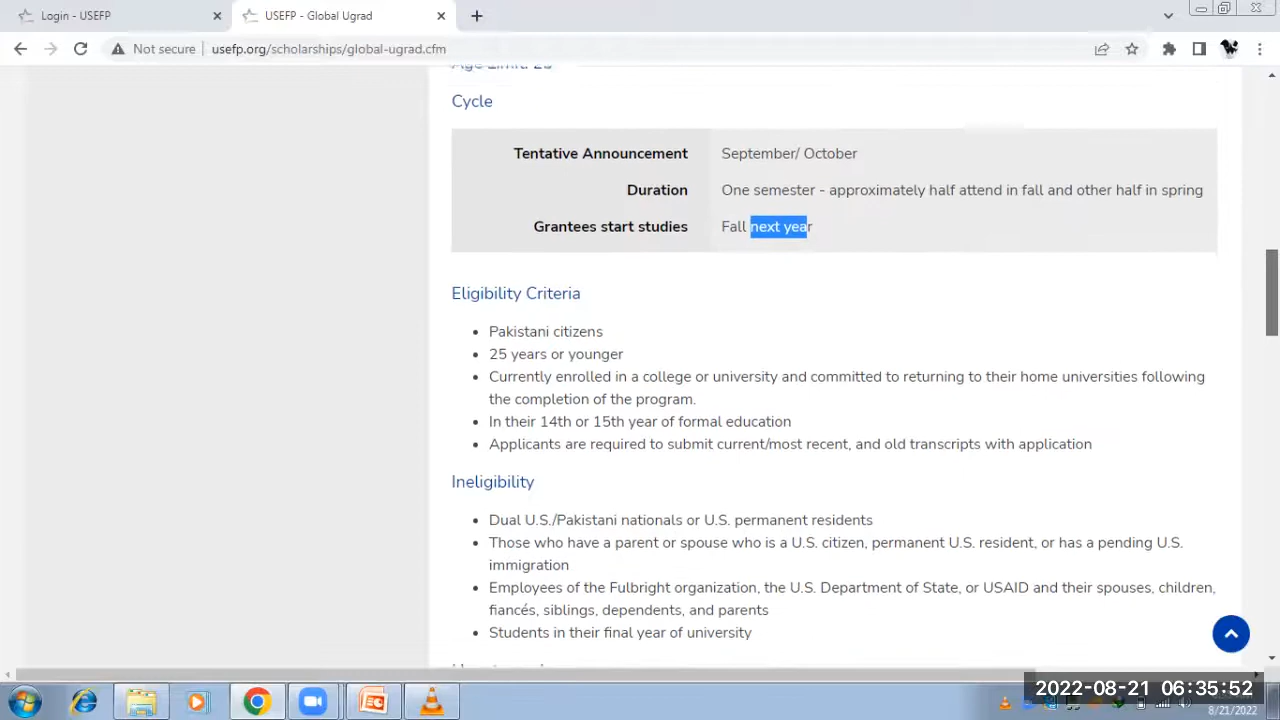 Login - USEFP
USEFP - Global Ugrad
Not secure
usefp.org/scholarships/global-ugrad.cfm
Cycle
Tentative Announcement September/ October
Duration One semester - approximately half attend in fall and other half in spring
Grantees start studies Fall next year
Eligibility Criteria
Pakistani citizens
25 years or younger
Currently enrolled in a college or university and committed to returning to their home universities following
the completion of the program.
In their 14th or 15th year of formal education
Applicants are required to submit current/most recent, and old transcripts with application
Ineligibility
Dual U.S./Pakistani nationals or U.S. permanent residents
Those who have a parent or spouse who is a U.S. citizen, permanent U.S. resident, or has a pending U.S.
immigration
Employees of the Fulbright organization, the U.S. Department of State, or USAID and their spouses, children,
fiancés, siblings, dependents, and parents
Students in their final year of university
2022-08-21 06:35:52
8/21/2022